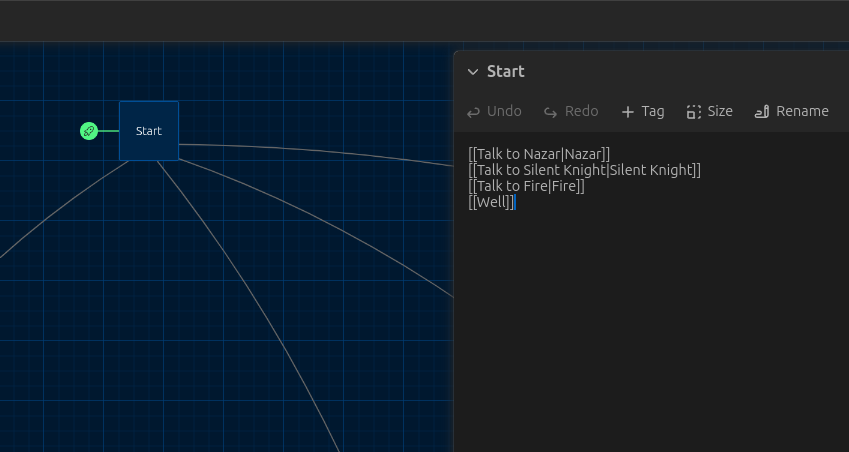 Start
Start
Undo Redo + Tag Size Rename
[[Talk to Nazar|Nazar]]
[[Talk to Silent Knight|Silent Knight]]
[[Talk to Fire|Fire]]
[[Well]]